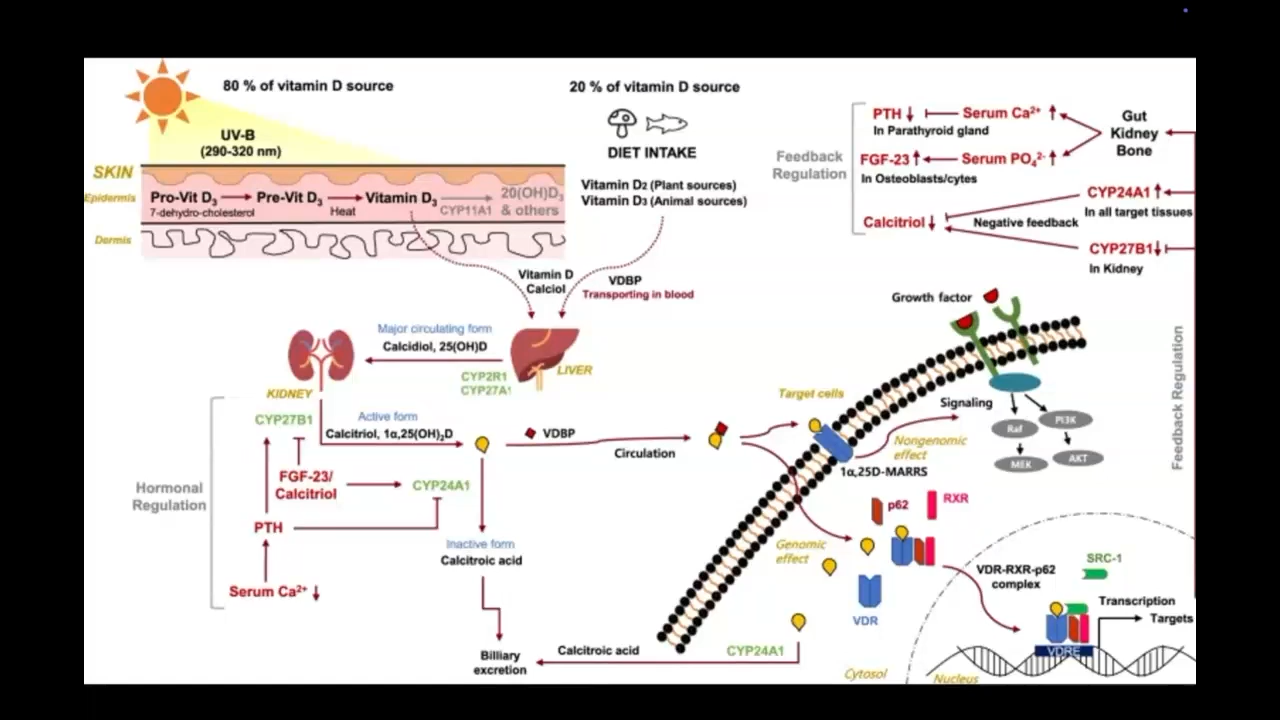 80 % of vitamin D source
UV-B
(290-320 nm)
SKIN
Epidermis
Pro-Vit D3
7-dehydro-cholesterol
Pre-Vit D3
Heat
Vitamin D3
CYP11A1
20(OH)D3
& others
Dermis
20 % of vitamin D source
DIET INTAKE
Vitamin D2 (Plant sources)
Vitamin D3 (Animal sources)
Vitamin D
Calciol
VDBP
Transporting in blood
Feedback
Regulation
PTH
In Parathyroid gland
Serum Ca2+
FGF-23
In Osteoblasts/cytes
Serum PO42-
Gut
Kidney
Bone
Calcitriol
Negative feedback
CYP24A1
In all target tissues
CYP27B1
In Kidney
Feedback Regulation
Major circulating form
Calcidiol, 25(OH)D
LIVER
CYP2R1
CYP27A1
KIDNEY
CYP27B1
Active form
Calcitriol, 1α,25(OH)2D
VDBP
Circulation
Hormonal
Regulation
FGF-23/
Calcitriol
CYP24A1
PTH
Serum Ca2+
Inactive form
Calcitroic acid
Billiary
excretion
Calcitroic acid
CYP24A1
Growth factor
Target cells
Signaling
Nongenomic
effect
1α,25D-MARRS
Raf
PI3K
MEK
AKT
p62
RXR
Genomic
effect
VDR
VDR-RXR-p62
complex
SRC-1
Transcription
Targets
VDRE
Cytosol
Nucleus